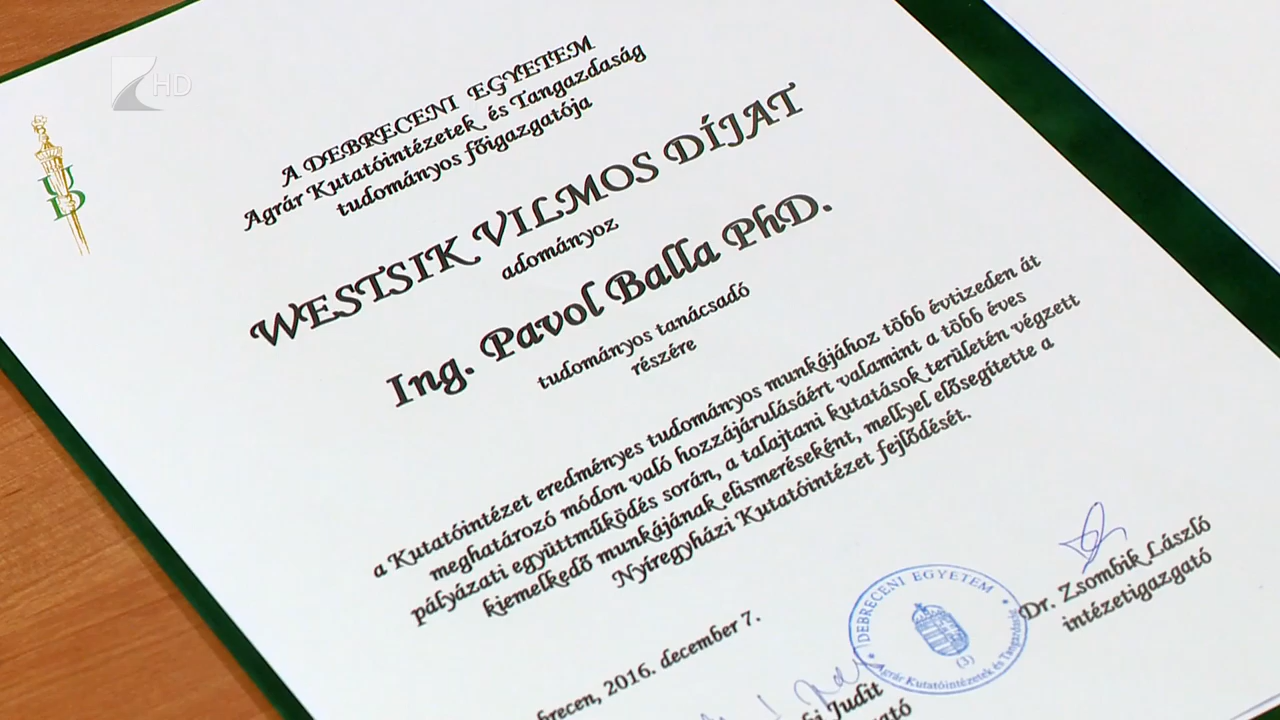 HD
A DEBRECENI EGYETEM
Agrár Kutatóintézetek és Tangazdaság
tudományos főigazgatója
WESTSIK VILMOS DÍJAT
adományoz
Ing. Pavol Balla PhD.
tudományos tanácsadó
részére
a Kutatóintézet eredményes tudományos munkájához több évtizeden át
meghatározó módon való hozzájárulásáért valamint a több éves
pályázati együttműködés során, a talajtani kutatások területén végzett
kiemelkedő munkájának elismeréseként, mellyel elősegítette a
Nyíregyházi Kutatóintézet fejlődését.
brecen, 2016. december 7.
DEBRECENI EGYETEM
Agrár Kutatóintézetek és Tangazdaság
(3)
Dr. Zsombik László
intézetigazgató
Judit